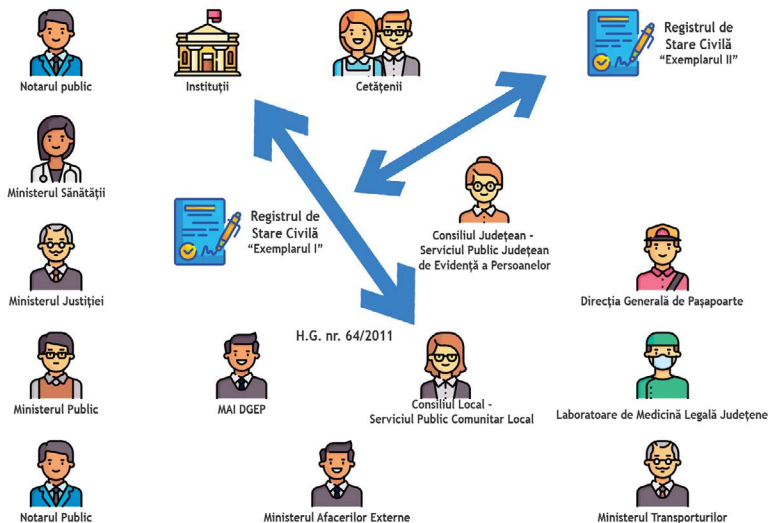 Notarul public
Instituții
Cetățenii
Registrul de
Stare Civilă
"Exemplarul II"
Ministerul Sănătății
Registrul de
Stare Civilă
"Exemplarul I"
Consiliul Județean -
Serviciul Public Județean
de Evidență a Persoanelor
Ministerul Justiției
Direcția Generală de Pașapoarte
H.G. nr. 64/2011
Ministerul Public
MAI DGEP
Consiliul Local -
Serviciul Public Comunitar Local
Laboratoare de Medicină Legală Județene
Notarul Public
Ministerul Afacerilor Externe
Ministerul Transporturilor